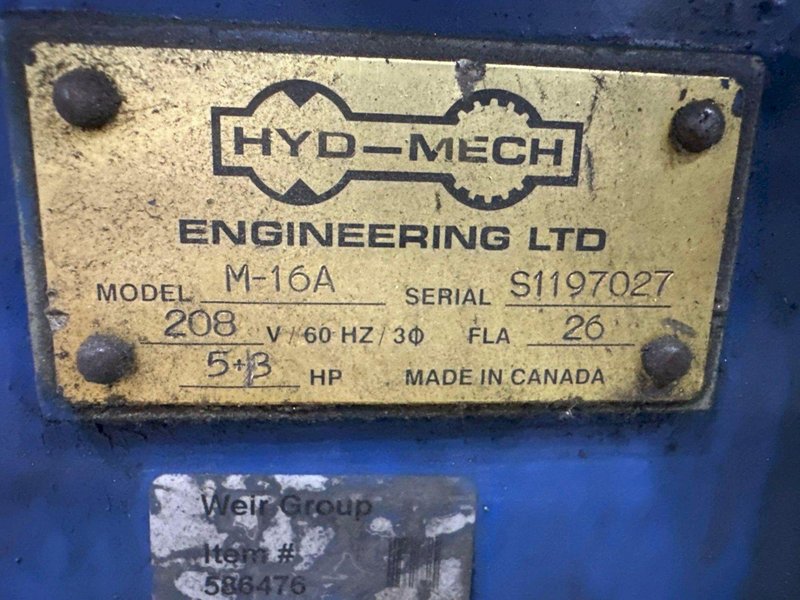 HYD-MECH
ENGINEERING LTD
MODEL M-16A SERIAL S1197027
208 V/60 HZ/3Φ FLA 26
5+3 HP MADE IN CANADA
Weir Group
Item #
586476